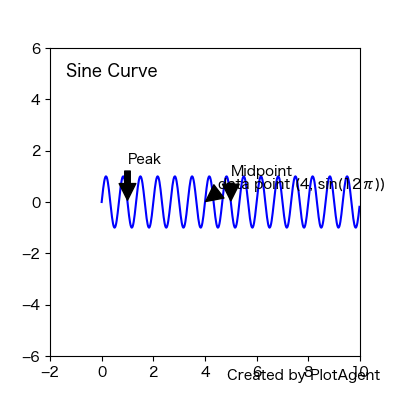 6
Sine Curve
4
2
Peak
Midpoint
data point (4, sin(12π))
0
−2
−4
−6
−2 0 2 4 6 8 10
Created by PlotAgent